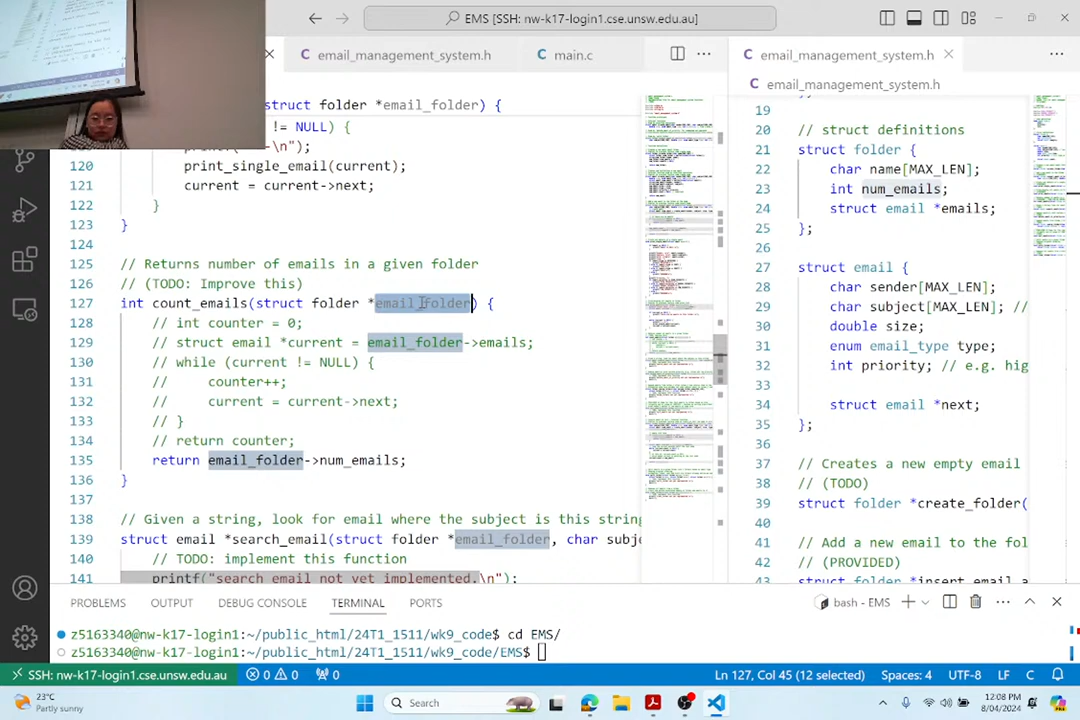 EMS [SSH: nw-k17-login1.cse.unsw.edu.au]
C email_management_system.h C main.c
C email_management_system.h
C email_management_system.h
struct folder *email_folder) {
!= NULL) {
-\n");
120 print_single_email(current);
121 current = current->next;
122 }
123 }
124
125 // Returns number of emails in a given folder
126 // (TODO: Improve this)
127 int count_emails(struct folder *email_folder) {
128 // int counter = 0;
129 // struct email *current = email_folder->emails;
130 // while (current != NULL) {
131 // counter++;
132 // current = current->next;
133 // }
134 // return counter;
135 return email_folder->num_emails;
136 }
137
138 // Given a string, look for email where the subject is this string
139 struct email *search_email(struct folder *email_folder, char subje
140 // TODO: implement this function
141 printf("search email not yet implemented.\n");
19
20 // struct definitions
21 struct folder {
22 char name[MAX_LEN];
23 int num_emails;
24 struct email *emails;
25 };
26
27 struct email {
28 char sender[MAX_LEN];
29 char subject[MAX_LEN]; //
30 double size;
31 enum email_type type;
32 int priority; // e.g. hig
33
34 struct email *next;
35 };
36
37 // Creates a new empty email
38 // (TODO)
39 struct folder *create_folder(
40
41 // Add a new email to the fol
42 // (PROVIDED)
43 struct folder *insert_email_a
PROBLEMS OUTPUT DEBUG CONSOLE TERMINAL PORTS
bash - EMS
z5163340@nw-k17-login1:~/public_html/24T1_1511/wk9_code$ cd EMS/
z5163340@nw-k17-login1:~/public_html/24T1_1511/wk9_code/EMS$
SSH: nw-k17-login1.cse.unsw.edu.au 0 0 0 Ln 127, Col 45 (12 selected) Spaces: 4 UTF-8 LF C
23°C
Partly sunny
Search
12:08 PM
8/04/2024